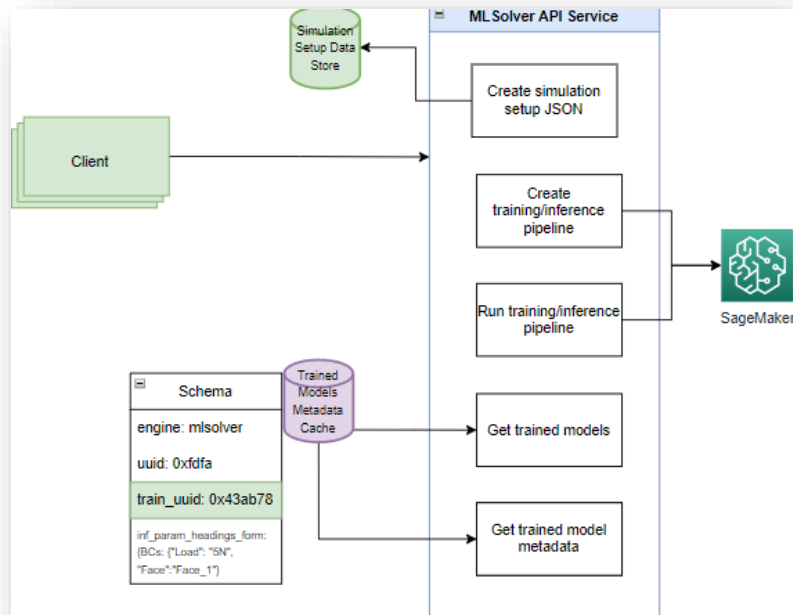 MLSolver API Service
Simulation
Setup Data
Store
Create simulation
setup JSON
Client
Create
training/inference
pipeline
Run training/inference
pipeline
SageMaker
Trained
Models
Metadata
Cache
Schema
engine: mlsolver
uuid: 0xfdfa
train_uuid: 0x43ab78
inf_param_headings_form:
{BCs: {"Load": "5N",
"Face":"Face_1"}
Get trained models
Get trained model
metadata